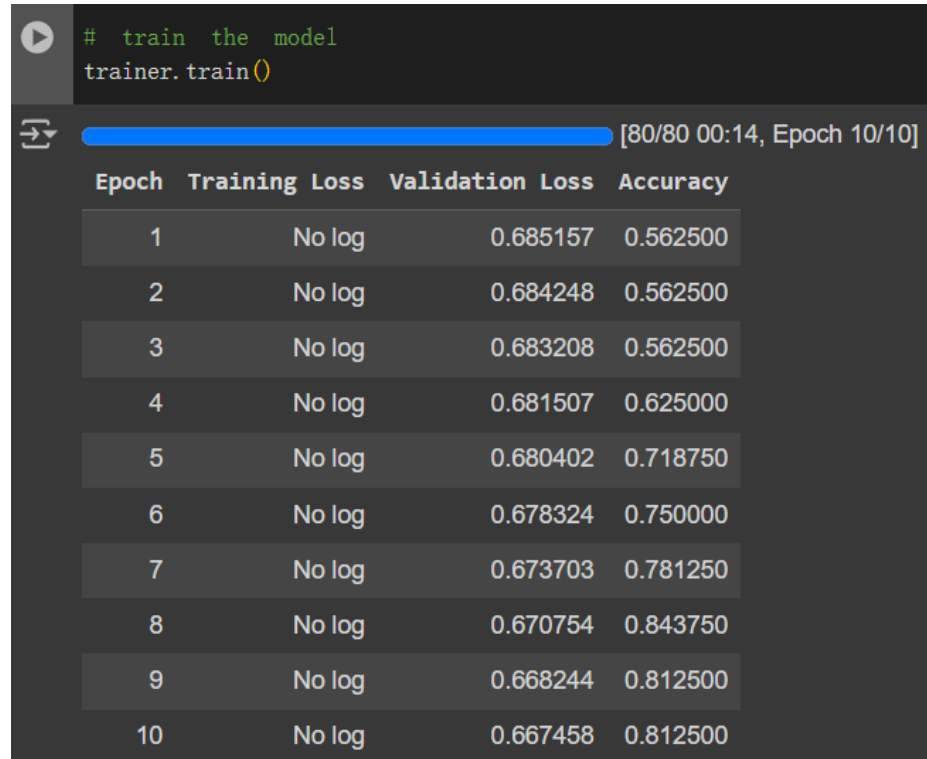 # train the model
trainer.train()
[80/80 00:14, Epoch 10/10]
Epoch Training Loss Validation Loss Accuracy
1 No log 0.685157 0.562500
2 No log 0.684248 0.562500
3 No log 0.683208 0.562500
4 No log 0.681507 0.625000
5 No log 0.680402 0.718750
6 No log 0.678324 0.750000
7 No log 0.673703 0.781250
8 No log 0.670754 0.843750
9 No log 0.668244 0.812500
10 No log 0.667458 0.812500